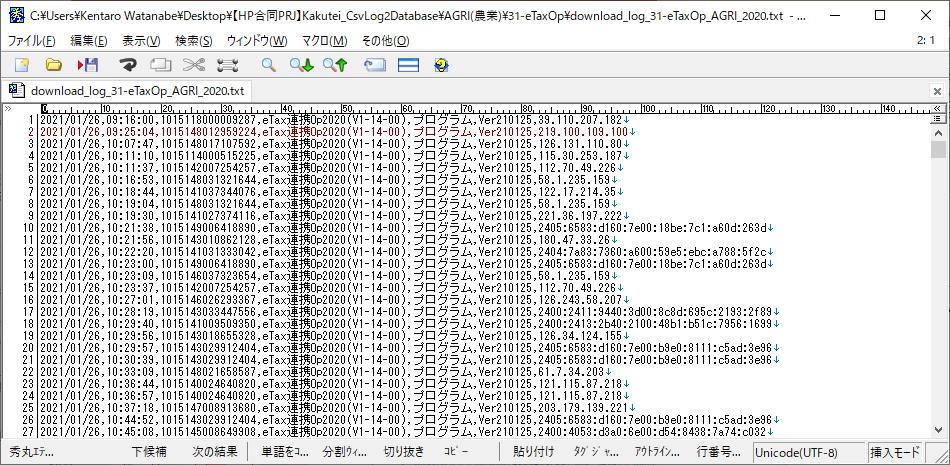 C:¥Users¥Kentaro Watanabe¥Desktop¥【HP合同PRJ】Kakutei_CsvLog2Database¥AGRI(農業)¥31-eTaxOp¥download_log_31-eTaxOp_AGRI_2020.txt - ...
ファイル(F) 編集(E) 表示(V) 検索(S) ウィンドウ(W) マクロ(M) その他(O) 2: 1
download_log_31-eTaxOp_AGRI_2020.txt
0 10 20 30 40 50 60 70 80 90 100 110 120 130 140
1 2021/01/26,09:16:00,1015118000009287,eTax連携Op2020(V1-14-00),プログラム,Ver210125,39.110.207.182↓
2 2021/01/26,09:25:04,1015148012959224,eTax連携Op2020(V1-14-00),プログラム,Ver210125,219.100.109.100↓
3 2021/01/26,10:07:47,1015148017107592,eTax連携Op2020(V1-14-00),プログラム,Ver210125,126.131.110.80↓
4 2021/01/26,10:11:10,1015114000515225,eTax連携Op2020(V1-14-00),プログラム,Ver210125,115.30.253.187↓
5 2021/01/26,10:11:37,1015142007254257,eTax連携Op2020(V1-14-00),プログラム,Ver210125,112.70.49.226↓
6 2021/01/26,10:16:53,1015148031321644,eTax連携Op2020(V1-14-00),プログラム,Ver210125,58.1.235.159↓
7 2021/01/26,10:18:44,1015141037344076,eTax連携Op2020(V1-14-00),プログラム,Ver210125,122.17.214.35↓
8 2021/01/26,10:19:04,1015148031321644,eTax連携Op2020(V1-14-00),プログラム,Ver210125,58.1.235.159↓
9 2021/01/26,10:19:30,1015141027374116,eTax連携Op2020(V1-14-00),プログラム,Ver210125,221.36.197.222↓
10 2021/01/26,10:21:38,1015149006418890,eTax連携Op2020(V1-14-00),プログラム,Ver210125,2405:6583:d160:7e00:18be:7c1:a60d:263d↓
11 2021/01/26,10:21:56,1015143010862128,eTax連携Op2020(V1-14-00),プログラム,Ver210125,180.47.33.26↓
12 2021/01/26,10:22:20,1015141031333042,eTax連携Op2020(V1-14-00),プログラム,Ver210125,2404:7a83:7360:a600:59e5:ebc:a788:5f2c↓
13 2021/01/26,10:23:00,1015149006418890,eTax連携Op2020(V1-14-00),プログラム,Ver210125,2405:6583:d160:7e00:18be:7c1:a60d:263d↓
14 2021/01/26,10:23:09,1015146037323654,eTax連携Op2020(V1-14-00),プログラム,Ver210125,58.1.235.159↓
15 2021/01/26,10:23:37,1015142007254257,eTax連携Op2020(V1-14-00),プログラム,Ver210125,112.70.49.226↓
16 2021/01/26,10:27:01,1015146026293367,eTax連携Op2020(V1-14-00),プログラム,Ver210125,126.243.58.207↓
17 2021/01/26,10:28:19,1015143033447556,eTax連携Op2020(V1-14-00),プログラム,Ver210125,2400:2411:9440:3d00:8c8d:695c:2193:2f89↓
18 2021/01/26,10:29:40,1015141009509350,eTax連携Op2020(V1-14-00),プログラム,Ver210125,2400:2413:2b40:2100:48b1:b51c:7956:1699↓
19 2021/01/26,10:29:56,1015143018655328,eTax連携Op2020(V1-14-00),プログラム,Ver210125,126.34.124.155↓
20 2021/01/26,10:29:57,1015143029912404,eTax連携Op2020(V1-14-00),プログラム,Ver210125,2405:6583:d160:7e00:b9e0:8111:c5ad:3e96↓
21 2021/01/26,10:30:39,1015143029912404,eTax連携Op2020(V1-14-00),プログラム,Ver210125,2405:6583:d160:7e00:b9e0:8111:c5ad:3e96↓
22 2021/01/26,10:33:09,1015148021658587,eTax連携Op2020(V1-14-00),プログラム,Ver210125,61.7.34.203↓
23 2021/01/26,10:36:44,1015140024640820,eTax連携Op2020(V1-14-00),プログラム,Ver210125,121.115.87.218↓
24 2021/01/26,10:36:57,1015140024640820,eTax連携Op2020(V1-14-00),プログラム,Ver210125,121.115.87.218↓
25 2021/01/26,10:37:18,1015147008913680,eTax連携Op2020(V1-14-00),プログラム,Ver210125,203.179.139.221↓
26 2021/01/26,10:44:52,1015143029912404,eTax連携Op2020(V1-14-00),プログラム,Ver210125,2405:6583:d160:7e00:b9e0:8111:c5ad:3e96↓
27 2021/01/26,10:45:08,1015145008649908,eTax連携Op2020(V1-14-00),プログラム,Ver210125,2400:4053:d3a0:6e00:d54:8438:7a74:c032↓
秀丸ｴﾃﾞ... 下候補 次の結果 単語をｺ... 分割ｳｨ... 切り抜き ｺﾋﾟｰ 貼り付け ﾀｸﾞｼﾞｬ... ｱｳﾄﾗｲﾝ... 行番号... Unicode(UTF-8) 挿入モード